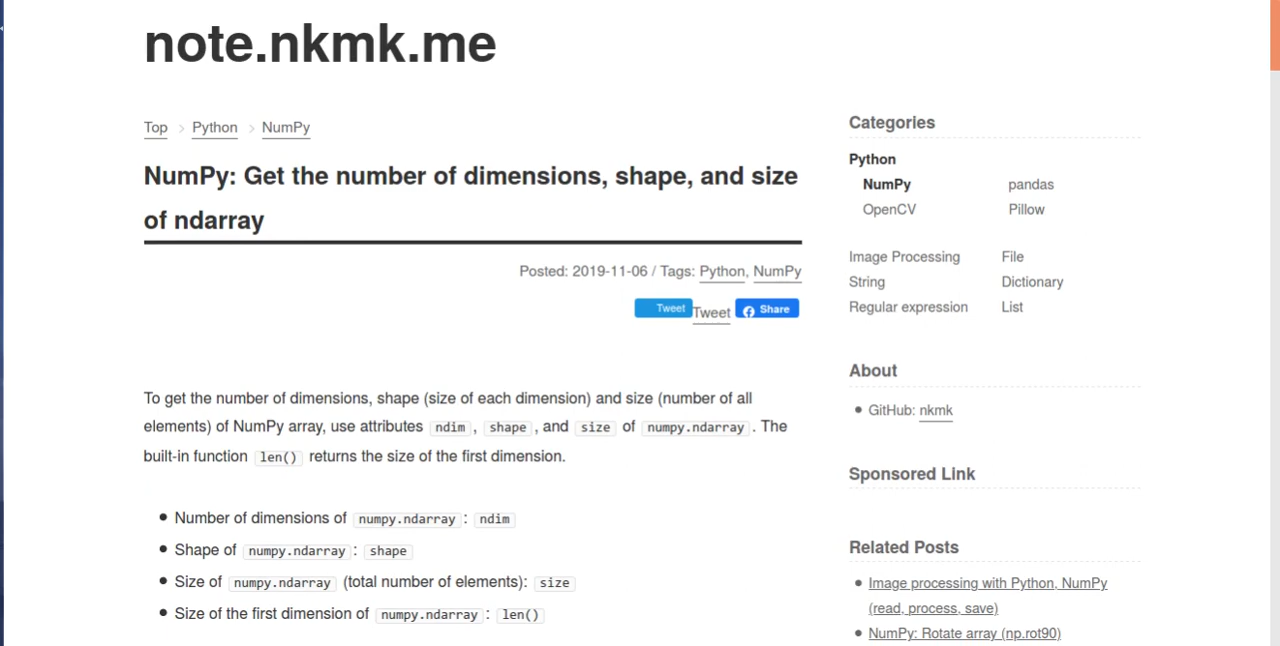 note.nkmk.me
Top > Python > NumPy
NumPy: Get the number of dimensions, shape, and size
of ndarray
Posted: 2019-11-06 / Tags: Python, NumPy
Tweet Tweet Share
To get the number of dimensions, shape (size of each dimension) and size (number of all
elements) of NumPy array, use attributes ndim, shape, and size of numpy.ndarray. The
built-in function len() returns the size of the first dimension.
Number of dimensions of numpy.ndarray: ndim
Shape of numpy.ndarray: shape
Size of numpy.ndarray (total number of elements): size
Size of the first dimension of numpy.ndarray: len()
Categories
Python
NumPy pandas
OpenCV Pillow
Image Processing File
String Dictionary
Regular expression List
About
GitHub: nkmk
Sponsored Link
Related Posts
Image processing with Python, NumPy
(read, process, save)
NumPy: Rotate array (np.rot90)